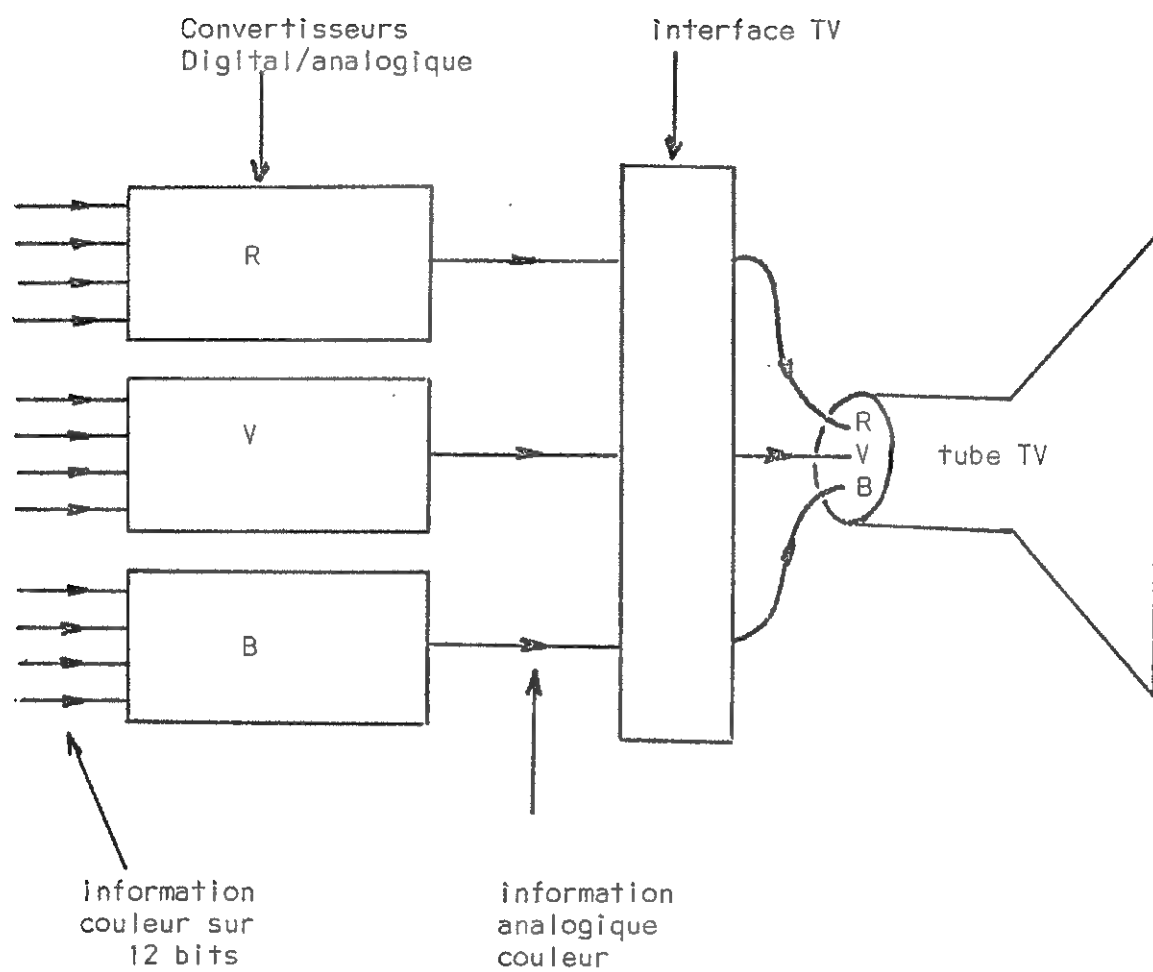 Convertisseurs
Digital/analogique
interface TV
R
V
B
R
V
B
tube TV
information
couleur sur
12 bits
information
analogique
couleur